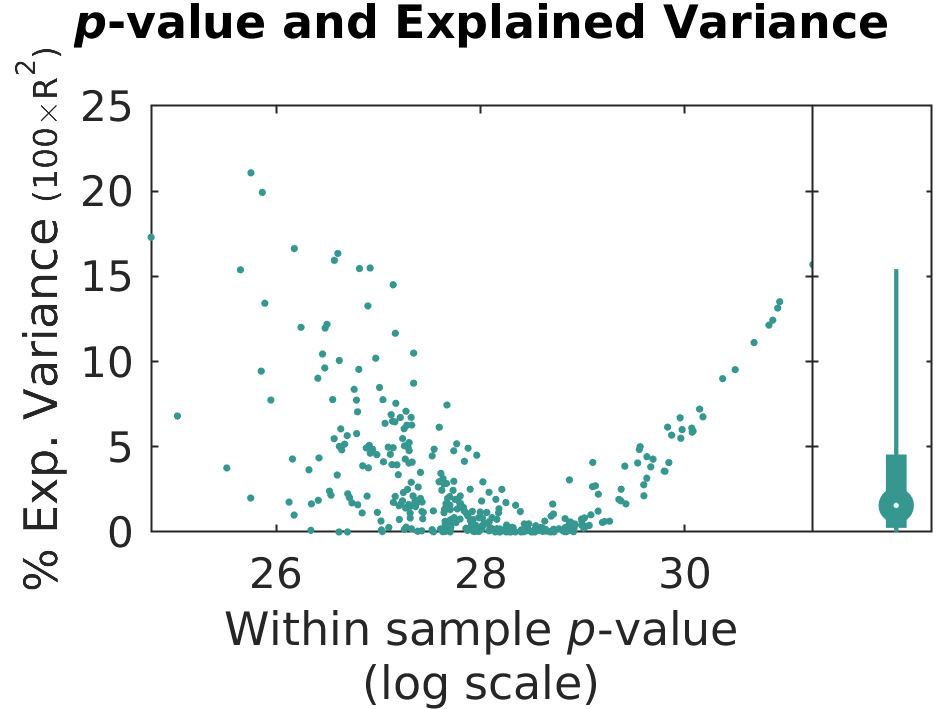 p-value and Explained Variance
% Exp. Variance (100×R²)
25
20
15
10
5
0
26 28 30
Within sample p-value
(log scale)